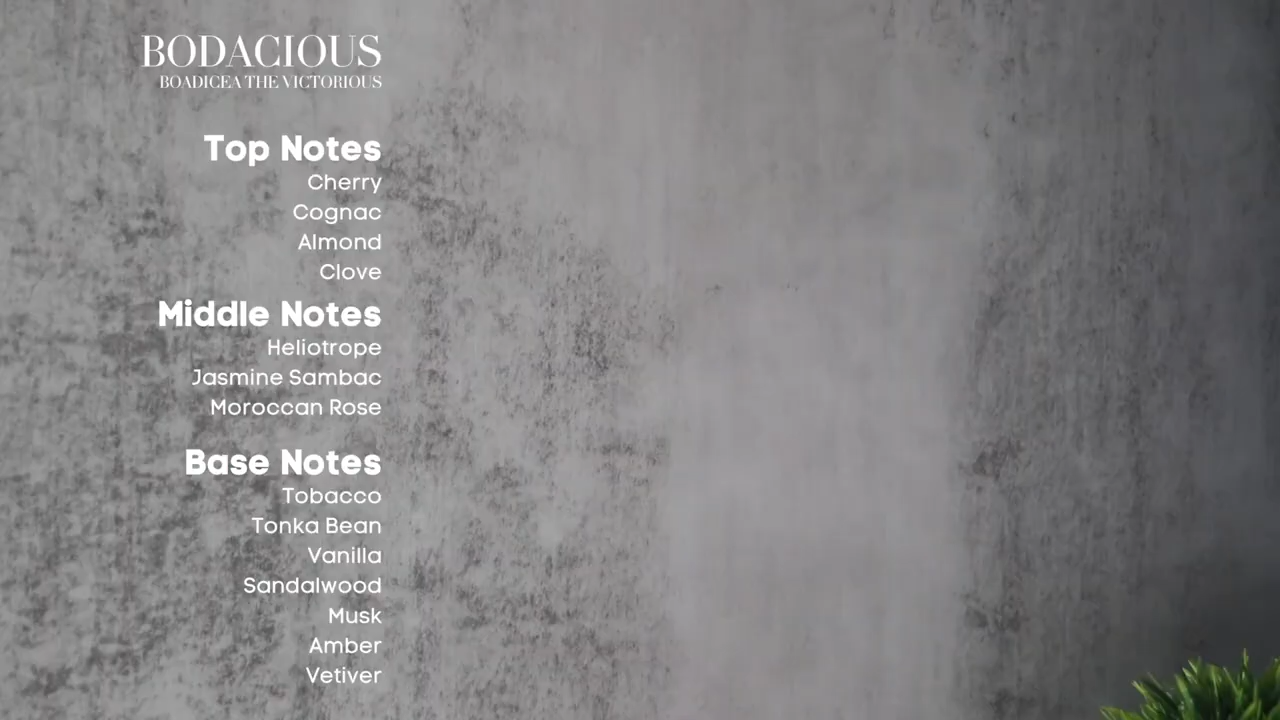 BODACIOUS
BOADICEA THE VICTORIOUS
Top Notes
Cherry
Cognac
Almond
Clove
Middle Notes
Heliotrope
Jasmine Sambac
Moroccan Rose
Base Notes
Tobacco
Tonka Bean
Vanilla
Sandalwood
Musk
Amber
Vetiver